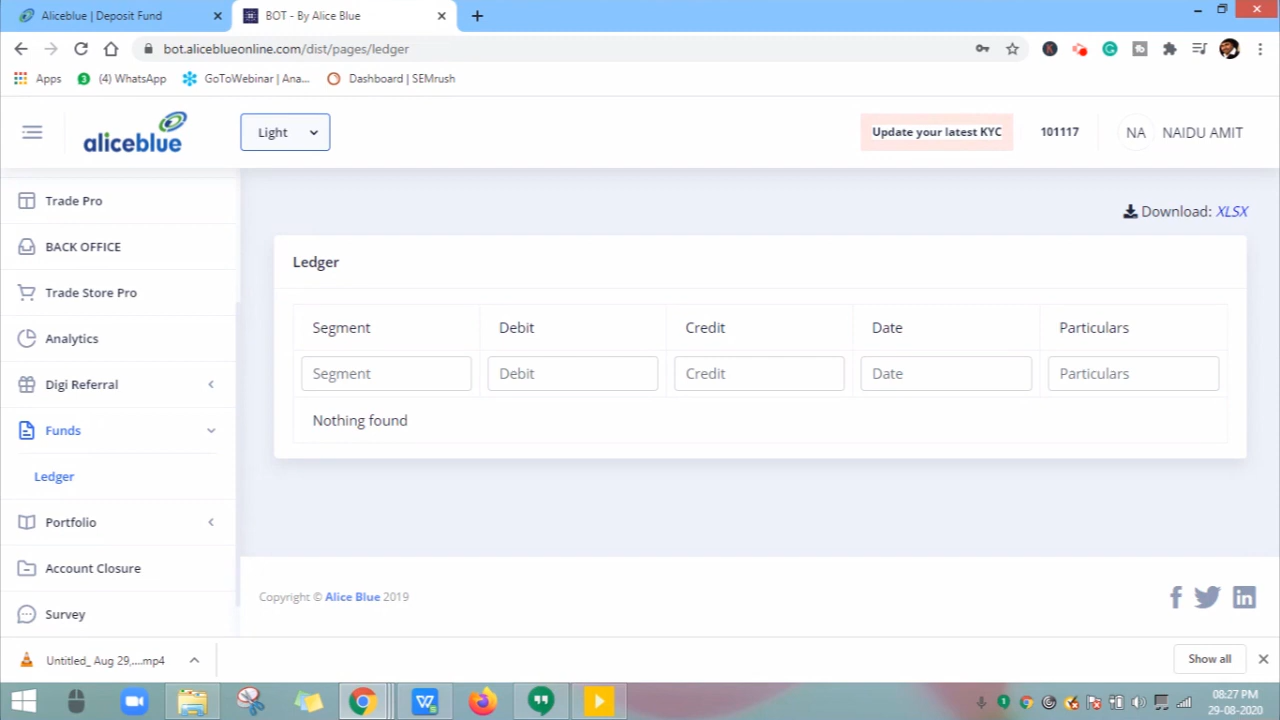 Aliceblue | Deposit Fund
BOT - By Alice Blue
bot.aliceblueonline.com/dist/pages/ledger
Apps
(4) WhatsApp
GoToWebinar | Ana...
Dashboard | SEMrush
aliceblue
Light
Update your latest KYC
101117
NA
NAIDU AMIT
Trade Pro
BACK OFFICE
Trade Store Pro
Analytics
Digi Referral
Funds
Ledger
Portfolio
Account Closure
Survey
Download: XLSX
Ledger
Segment Debit Credit Date Particulars
Segment Debit Credit Date Particulars
Nothing found
Copyright © Alice Blue 2019
Untitled_ Aug 29,....mp4
Show all
08:27 PM
29-08-2020